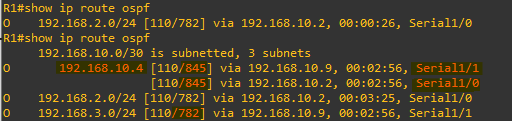 R1#show ip route ospf
O    192.168.2.0/24 [110/782] via 192.168.10.2, 00:00:26, Serial1/0
R1#show ip route ospf
     192.168.10.0/30 is subnetted, 3 subnets
O       192.168.10.4 [110/845] via 192.168.10.9, 00:02:56, Serial1/1
                     [110/845] via 192.168.10.2, 00:02:56, Serial1/0
O    192.168.2.0/24 [110/782] via 192.168.10.2, 00:03:25, Serial1/0
O    192.168.3.0/24 [110/782] via 192.168.10.9, 00:02:56, Serial1/1